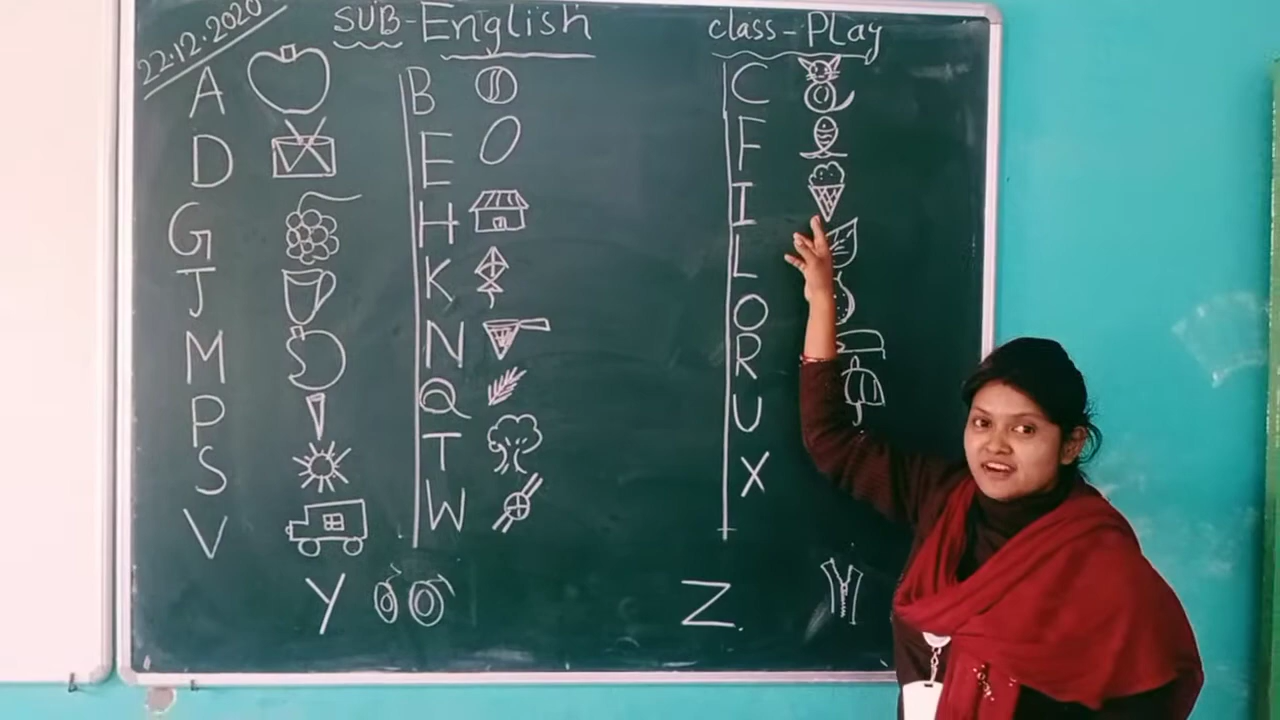 22.12.2020
SUB-English
class-PLay
A B C
D E F
G H I
J K L
M N O
P Q R
S T U
V W X
Y Z.